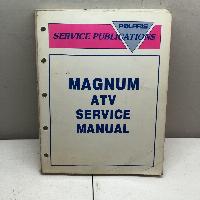 POLARIS
SERVICE PUBLICATIONS
MAGNUM
ATV
SERVICE
MANUAL